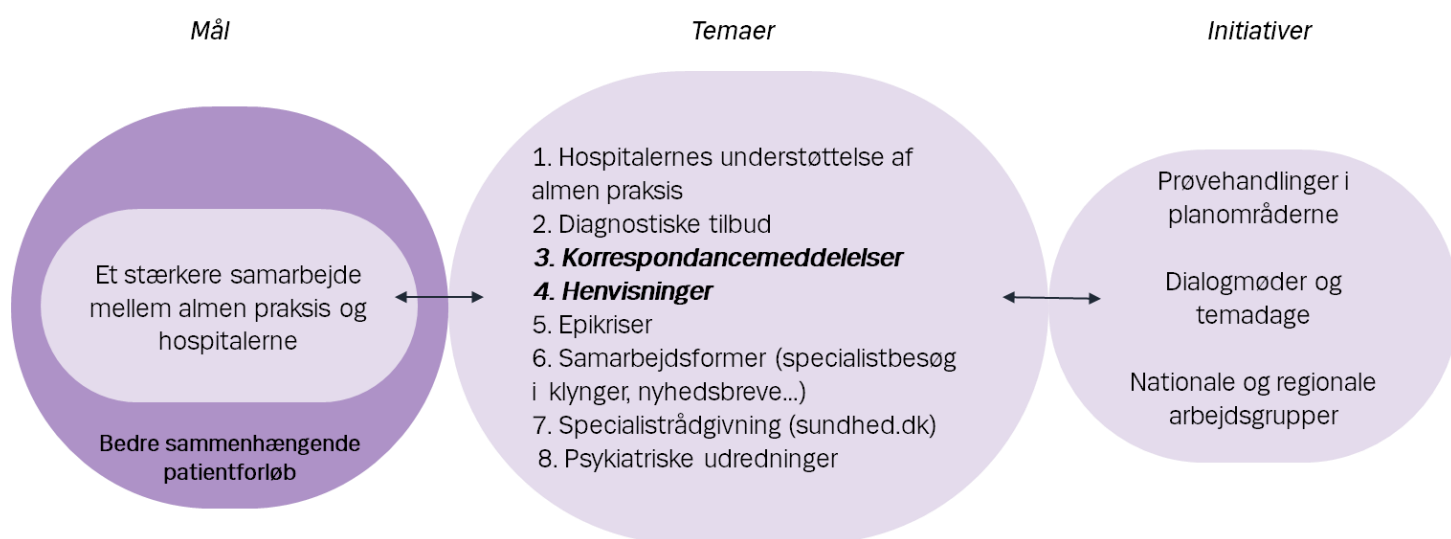 Mål
Temaer
Initiativer
Et stærkere samarbejde
mellem almen praksis og
hospitalerne
Bedre sammenhængende
patientforløb
1. Hospitalernes understøttelse af
almen praksis
2. Diagnostiske tilbud
3. Korrespondancemeddelelser
4. Henvisninger
5. Epikriser
6. Samarbejdsformer (specialistbesøg
i klynger, nyhedsbreve...)
7. Specialistrådgivning (sundhed.dk)
8. Psykiatriske udredninger
Prøvehandlinger i
planområderne
Dialogmøder og
temadage
Nationale og regionale
arbejdsgrupper